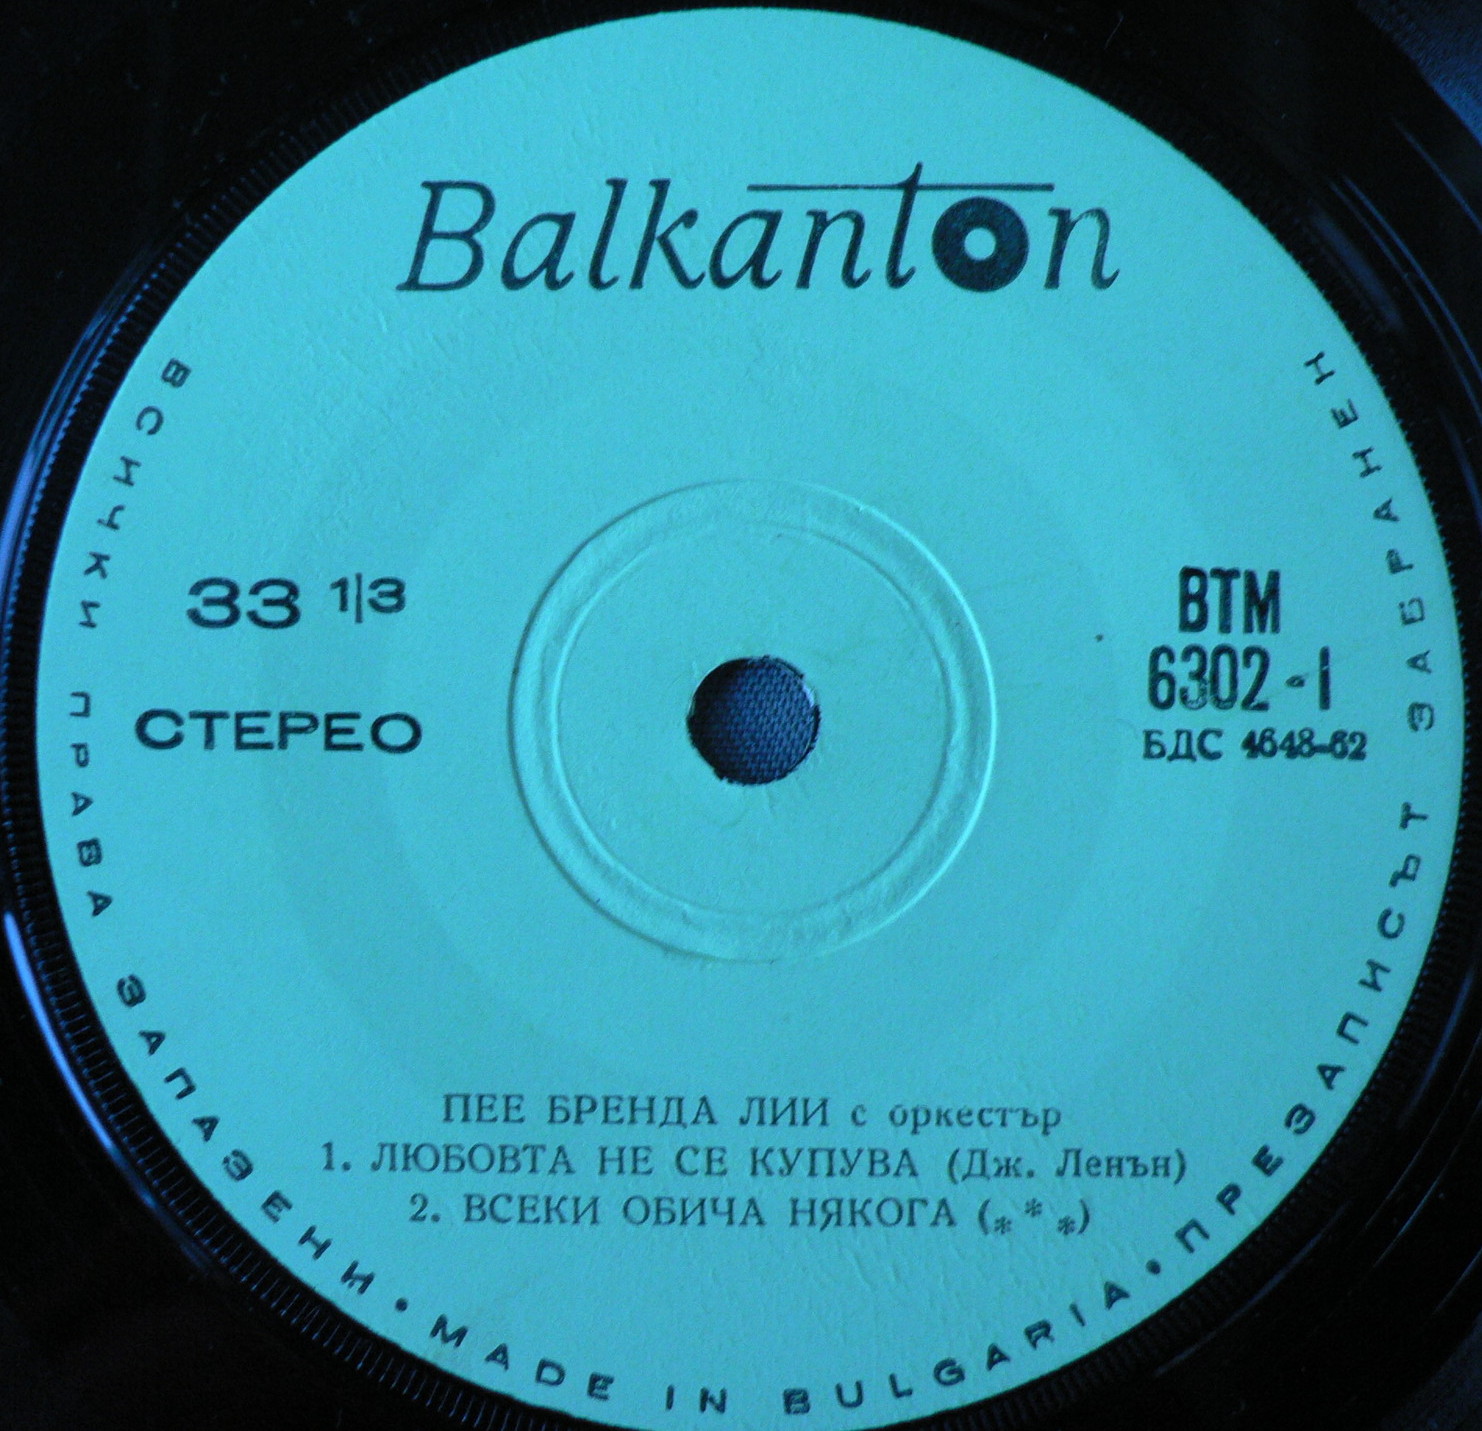 Balkanton
33 1|3
СТЕРЕО
ВТМ
6302-1
БДС 4648-62
ПЕЕ БРЕНДА ЛИИ с оркестър
1. ЛЮБОВТА НЕ СЕ КУПУВА (Дж. Ленън)
2. ВСЕКИ ОБИЧА НЯКОГА (* * *)
ВСИЧКИ ПРАВА ЗАПАЗЕНИ • MADE IN BULGARIA • ПРЕЗАПИСЪТ ЗАБРАНЕН